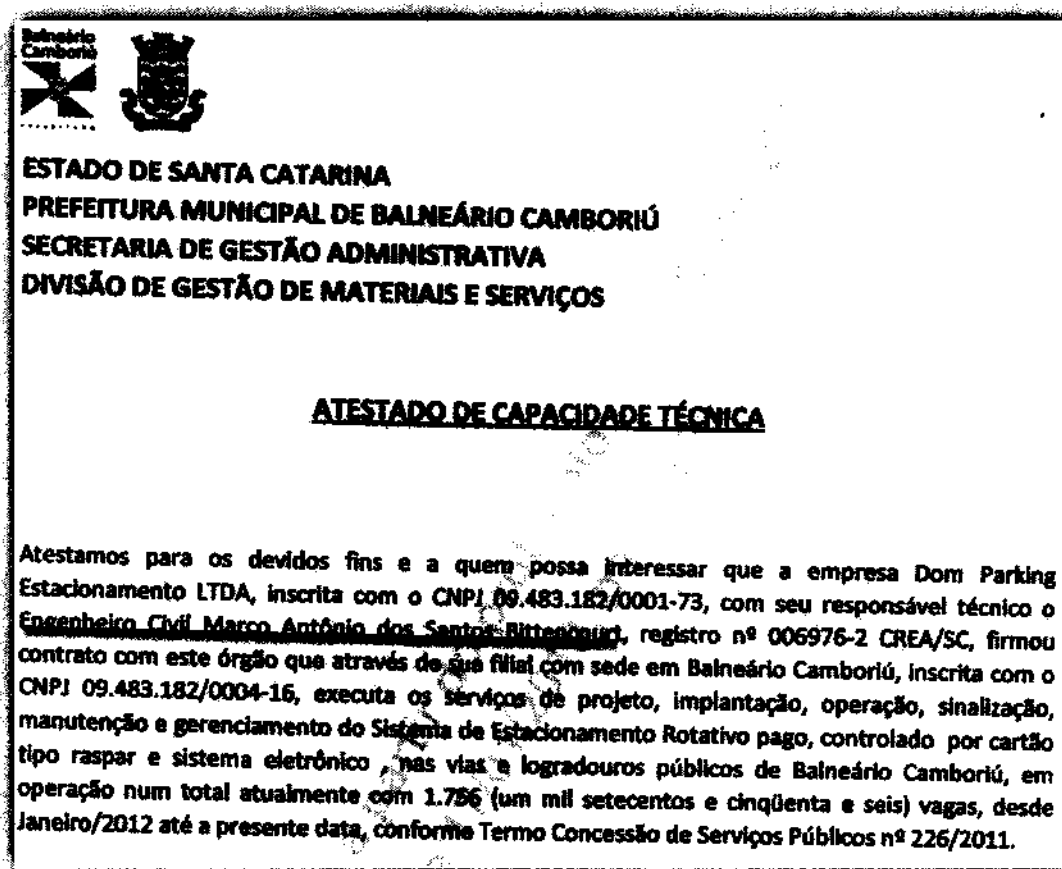 Balneário
Camboriú
ESTADO DE SANTA CATARINA
PREFEITURA MUNICIPAL DE BALNEÁRIO CAMBORIÚ
SECRETARIA DE GESTÃO ADMINISTRATIVA
DIVISÃO DE GESTÃO DE MATERIAIS E SERVIÇOS
ATESTADO DE CAPACIDADE TÉCNICA
Atestamos para os devidos fins e a quem possa interessar que a empresa Dom Parking
Estacionamento LTDA, inscrita com o CNPJ 09.483.182/0001-73, com seu responsável técnico o
Engenheiro Civil Marco Antônio dos Santos Bittencourt, registro nº 006976-2 CREA/SC, firmou
contrato com este órgão que através de sua filial com sede em Balneário Camboriú, inscrita com o
CNPJ 09.483.182/0004-16, executa os serviços de projeto, implantação, operação, sinalização,
manutenção e gerenciamento do Sistema de Estacionamento Rotativo pago, controlado por cartão
tipo raspar e sistema eletrônico , nas vias e logradouros públicos de Balneário Camboriú, em
operação num total atualmente com 1.756 (um mil setecentos e cinqüenta e seis) vagas, desde
Janeiro/2012 até a presente data, conforme Termo Concessão de Serviços Públicos nº 226/2011.